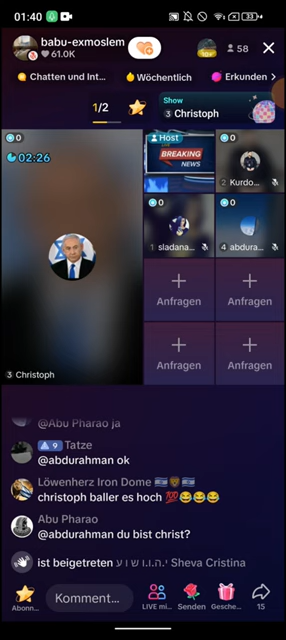 01:40
33
babu-exmoslem
61.0K
10+
58
Chatten und Int...
Wöchentlich
Erkunden
1/2
Show
3 Christoph
0
02:26
Host
BREAKING
NEWS
0
2 Kurdo...
0
1 sladana...
0
4 abdura...
Anfragen
Anfragen
Anfragen
Anfragen
3 Christoph
@Abu Pharao ja
9 Tatze
@abdurahman ok
Löwenherz Iron Dome 🇮🇱🦁🇮🇱
christoph baller es hoch 💯😂😂😂
Abu Pharao
@abdurahman du bist christ?
ist beigetreten י.ה.ו.ו ש ו ע Sheva Cristina
Abonn...
Komment...
LIVE mi...
Senden
Gesche...
15